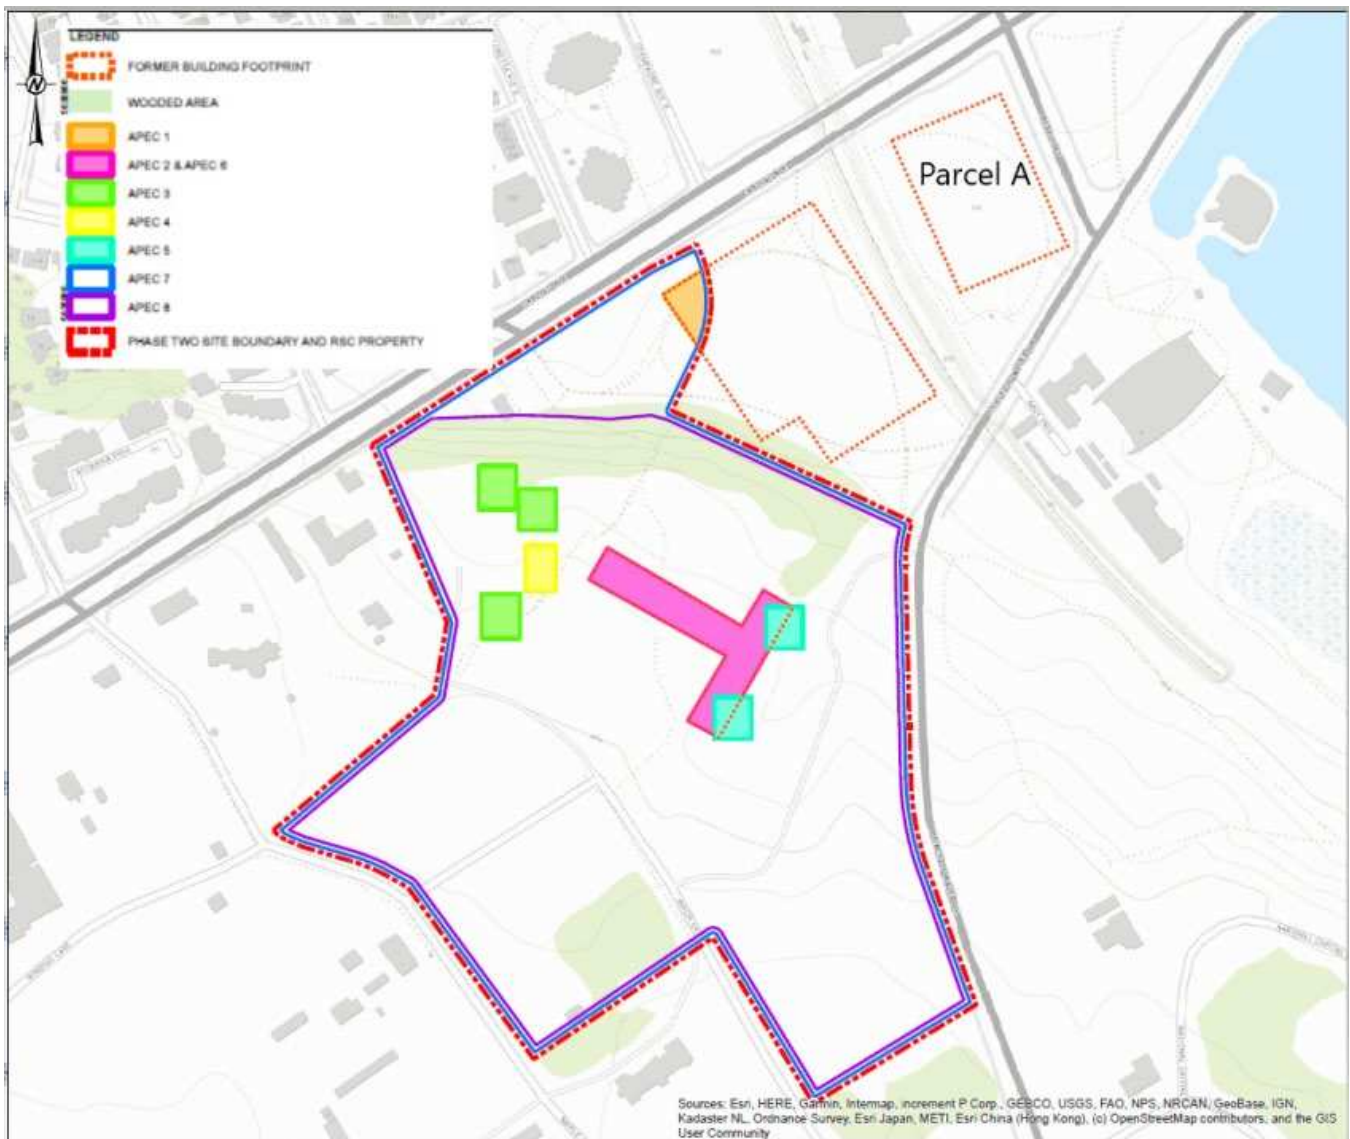 LEGEND
FORMER BUILDING FOOTPRINT
WOODED AREA
APEC 1
APEC 2 & APEC 6
APEC 3
APEC 4
APEC 5
APEC 7
APEC 8
PHASE TWO SITE BOUNDARY AND RSC PROPERTY
N
Parcel A
Sources: Esri, HERE, Garmin, Intermap, increment P Corp., GEBCO, USGS, FAO, NPS, NRCAN, GeoBase, IGN,
Kadaster NL, Ordnance Survey, Esri Japan, METI, Esri China (Hong Kong), (c) OpenStreetMap contributors, and the GIS
User Community